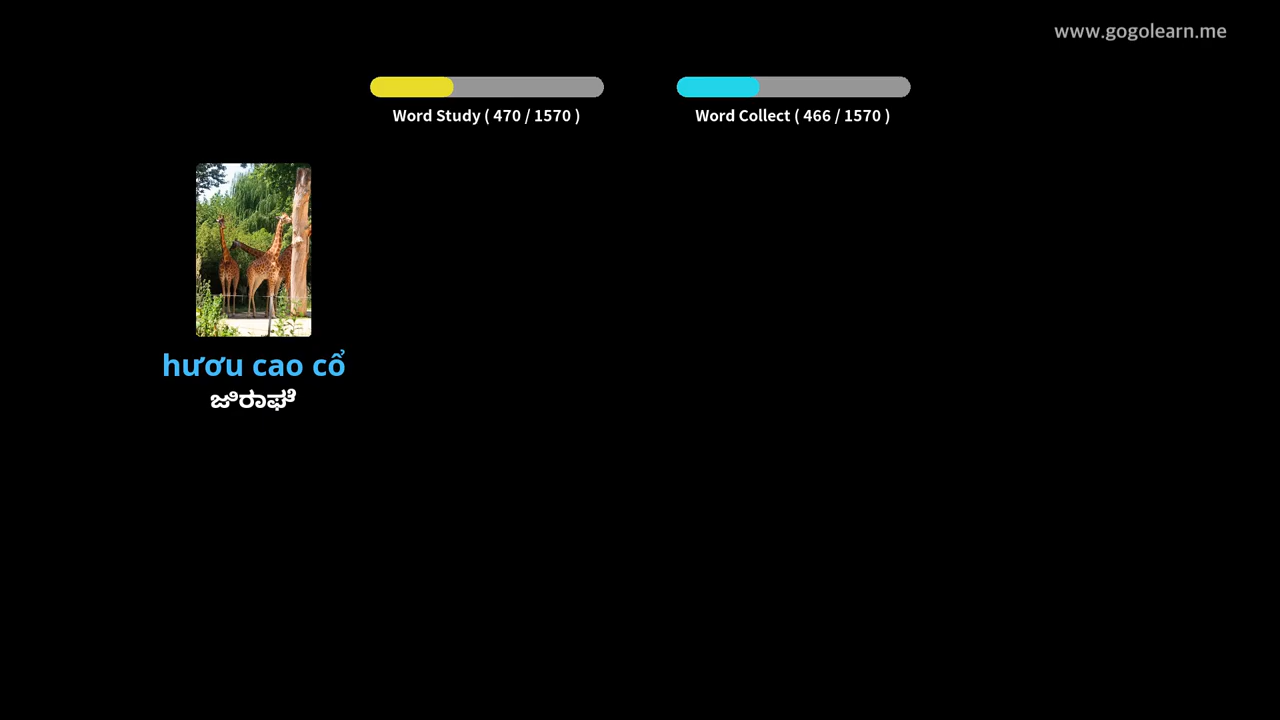 www.gogolearn.me
Word Study ( 470 / 1570 )
Word Collect ( 466 / 1570 )
hươu cao cổ
ಜಿರಾಘೆ